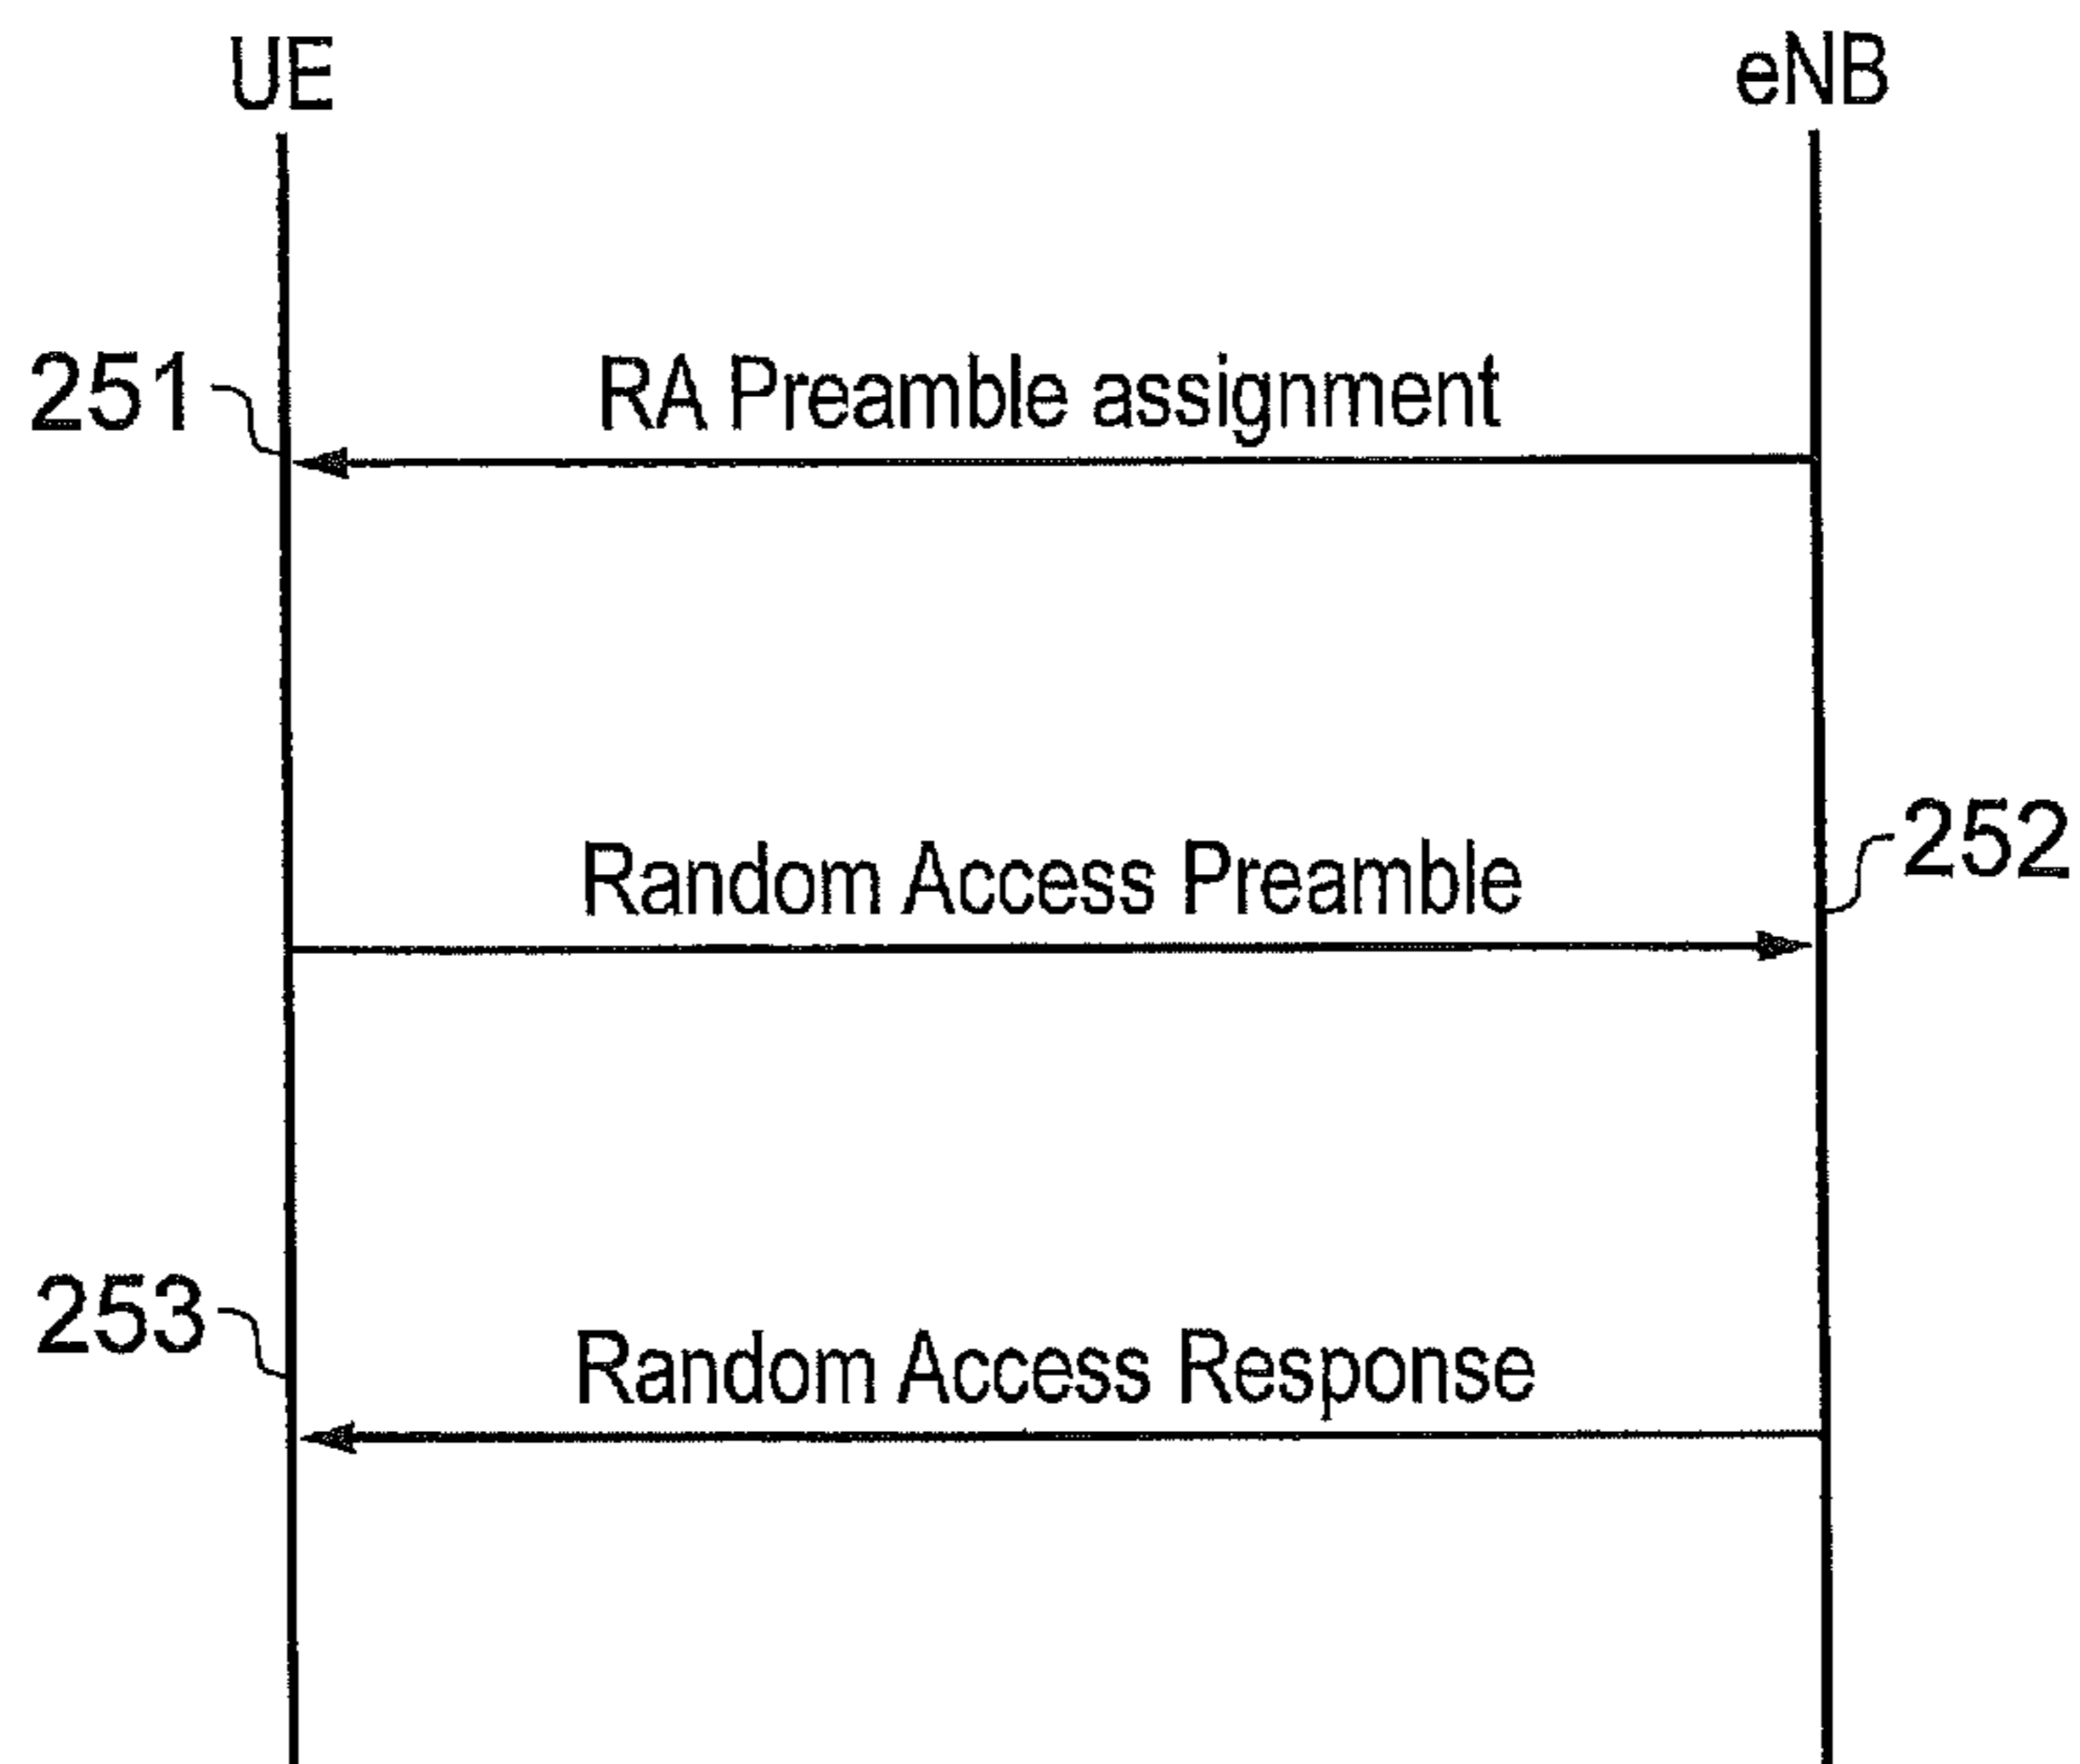 UE
eNB
251
RA Preamble assignment
Random Access Preamble
252
253
Random Access Response